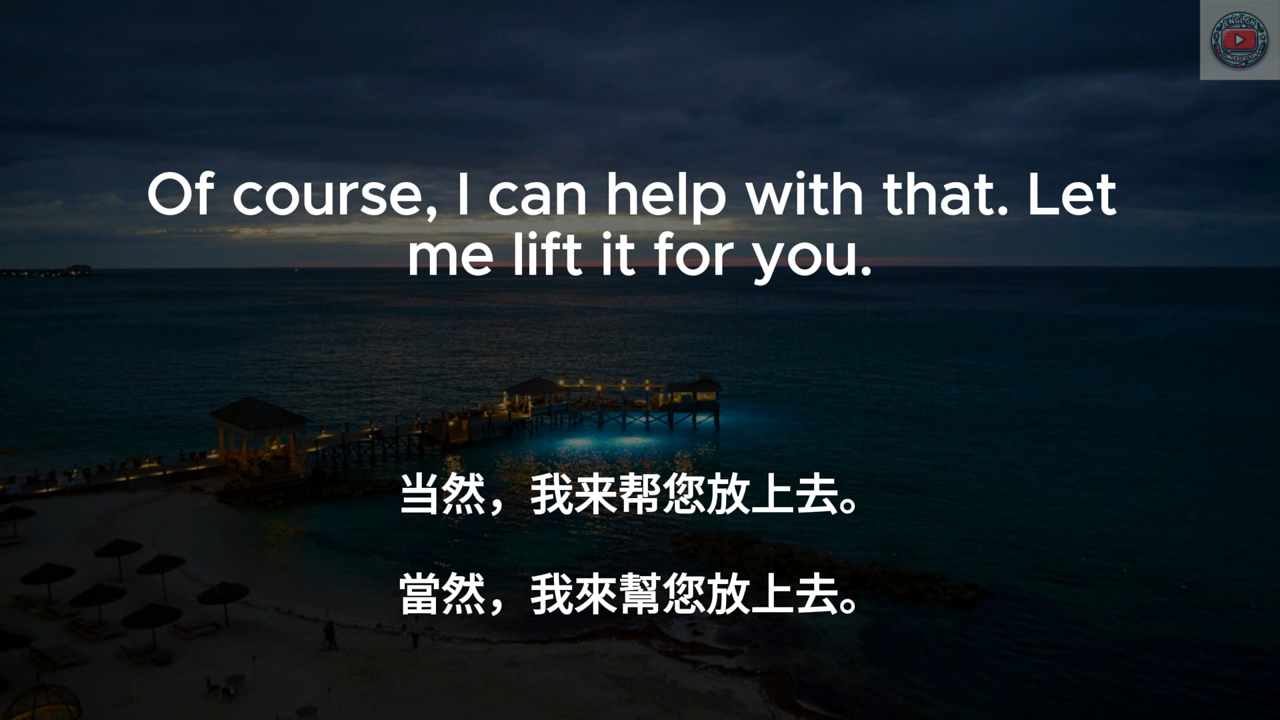 Of course, I can help with that. Let
me lift it for you.
当然，我来帮您放上去。
當然，我來幫您放上去。